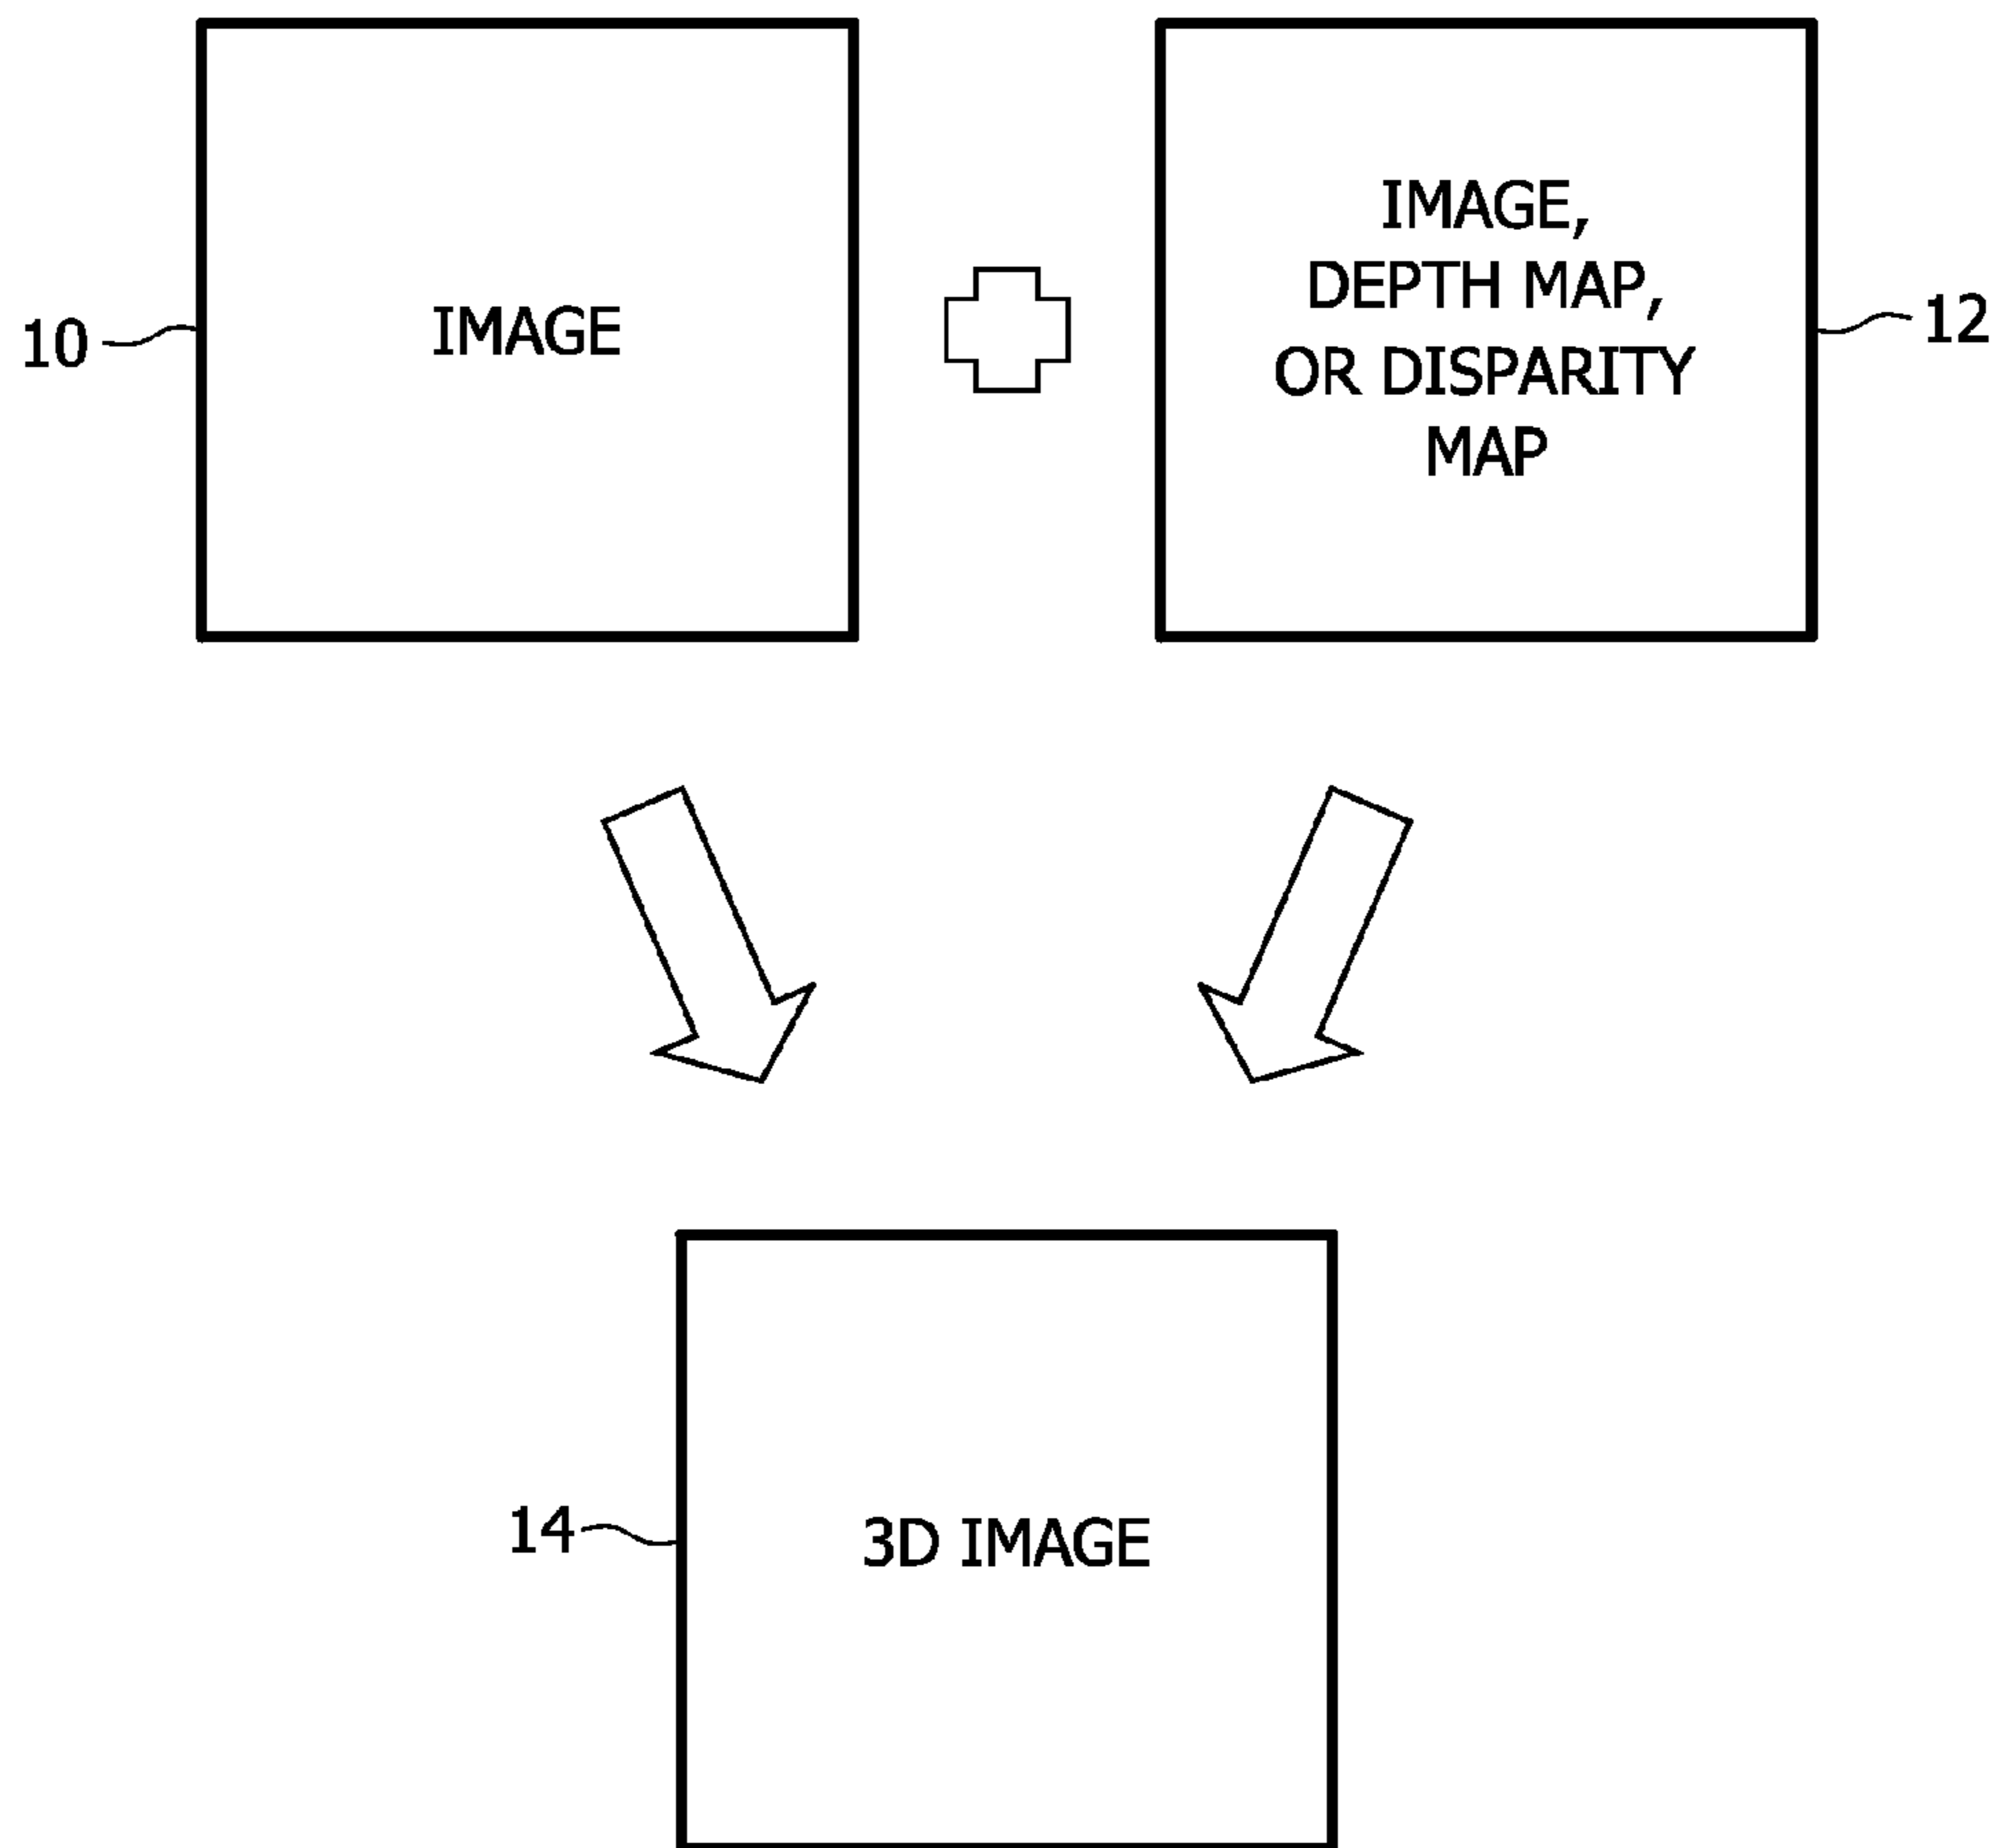 10
IMAGE
IMAGE,
DEPTH MAP,
OR DISPARITY
MAP
12
14
3D IMAGE